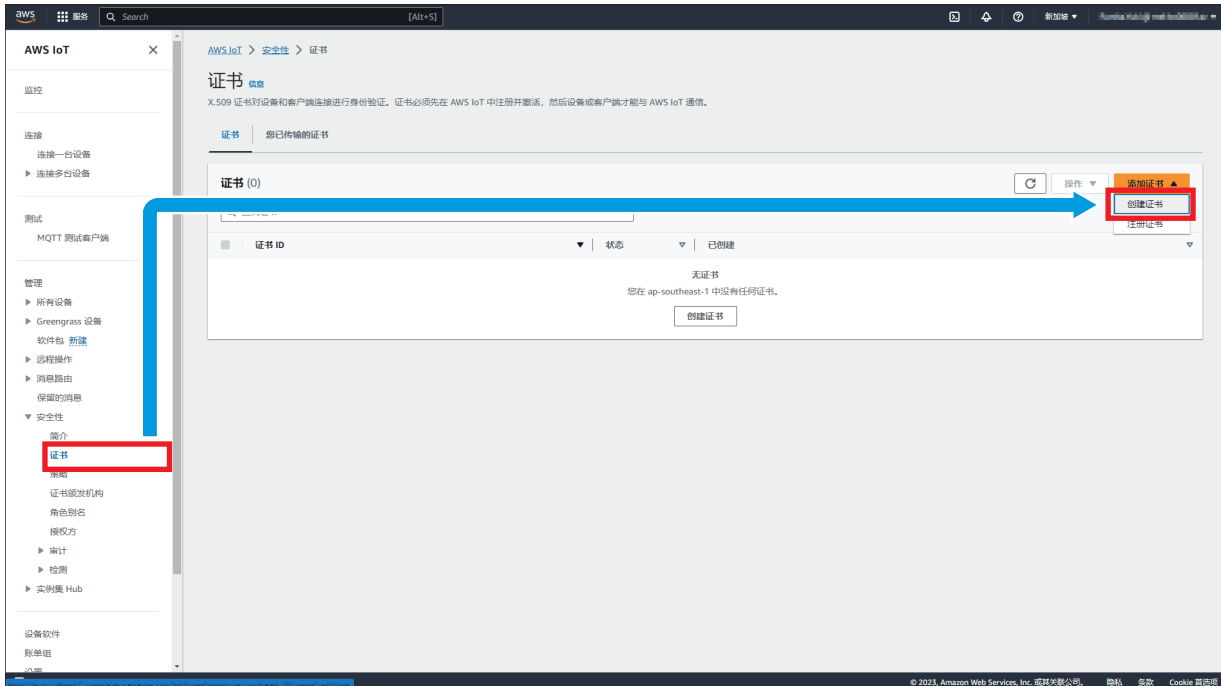 aws 服务 Search [Alt+S] 新加坡
AWS IoT
监控
连接
连接一台设备
连接多台设备
测试
MQTT 测试客户端
管理
所有设备
Greengrass 设备
软件包 新建
远程操作
消息路由
保留的消息
安全性
简介
证书
策略
证书颁发机构
角色别名
授权方
审计
检测
实例集 Hub
设备软件
账单组
设置
AWS IoT > 安全性 > 证书
证书 信息
X.509 证书对设备和客户端连接进行身份验证。证书必须先在 AWS IoT 中注册并激活，然后设备或客户端才能与 AWS IoT 通信。
证书 您已传输的证书
证书 (0) 操作 添加证书
创建证书
注册证书
证书 ID 状态 已创建
无证书
您在 ap-southeast-1 中没有任何证书。
创建证书
© 2023, Amazon Web Services, Inc. 或其关联公司。 隐私 条款 Cookie 首选项